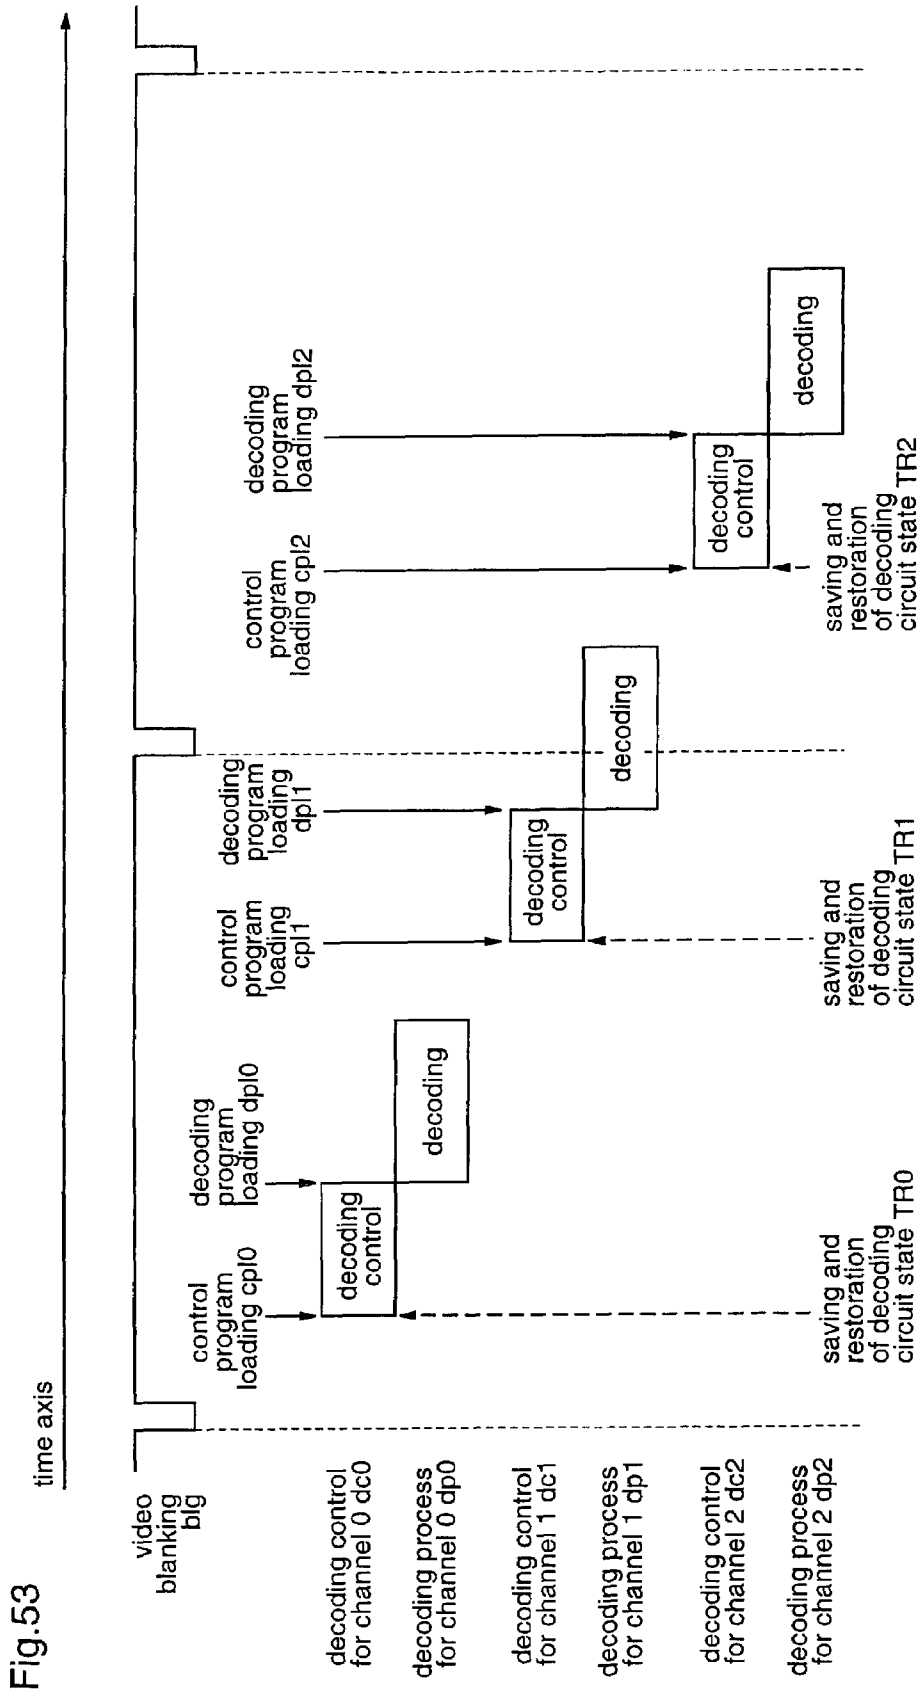 Fig.53
time axis
video
blanking
blg
control
program
loading cpl0
decoding
program
loading dpl0
control
program
loading
cpl1
decoding
program
loading
dpl1
control
program
loading cpl2
decoding
program
loading dpl2
decoding control
for channel 0 dc0
decoding
control
decoding process
for channel 0 dp0
decoding
decoding control
for channel 1 dc1
decoding
control
decoding process
for channel 1 dp1
decoding
decoding control
for channel 2 dc2
decoding
control
decoding process
for channel 2 dp2
decoding
saving and
restoration
of decoding
circuit state TR0
saving and
restoration
of decoding
circuit state TR1
saving and
restoration
of decoding
circuit state TR2